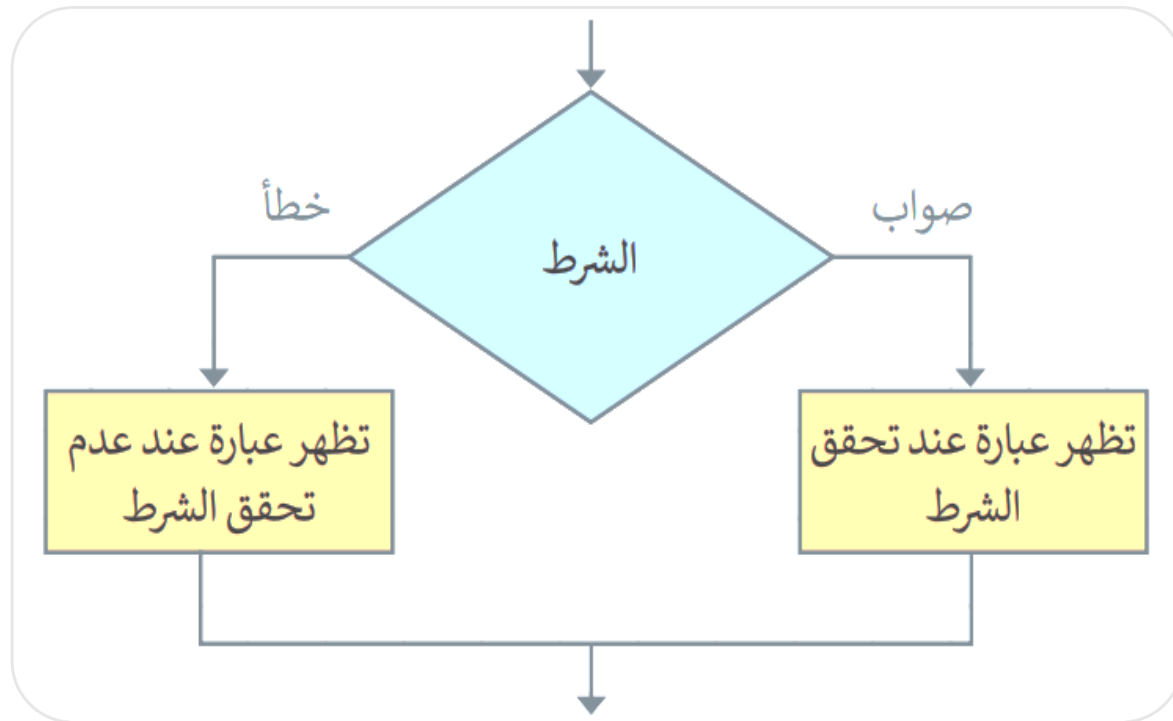 صواب
خطأ
الشرط
تظهر عبارة عند تحقق
الشرط
تظهر عبارة عند عدم
تحقق الشرط